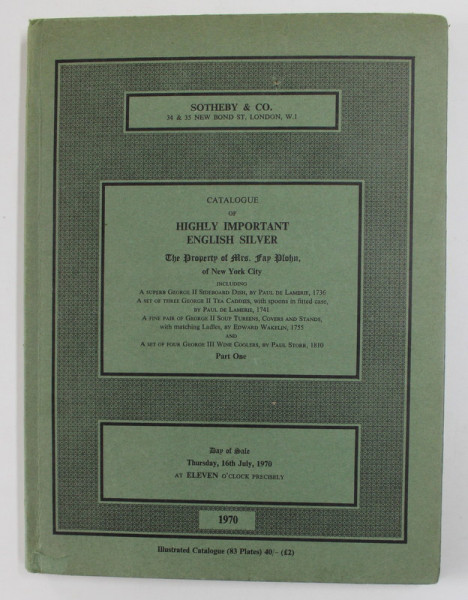 SOTHEBY & CO.
34 & 35 NEW BOND ST, LONDON, W.1
CATALOGUE
OF
HIGHLY IMPORTANT
ENGLISH SILVER
The Property of Mrs. Fay Plohn,
of New York City
INCLUDING
A SUPERB GEORGE II SIDEBOARD DISH, BY PAUL DE LAMERIE, 1736
A SET OF THREE GEORGE II TEA CADDIES, with spoons in fitted case,
BY PAUL DE LAMERIE, 1741
A FINE PAIR OF GEORGE II SOUP TUREENS, COVERS AND STANDS,
with matching Ladles, BY EDWARD WAKELIN, 1755
AND
A SET OF FOUR GEORGE III WINE COOLERS, BY PAUL STORR, 1810
Part One
Day of Sale
Thursday, 16th July, 1970
AT ELEVEN O'CLOCK PRECISELY
1970
Illustrated Catalogue (83 Plates) 40/- (£2)